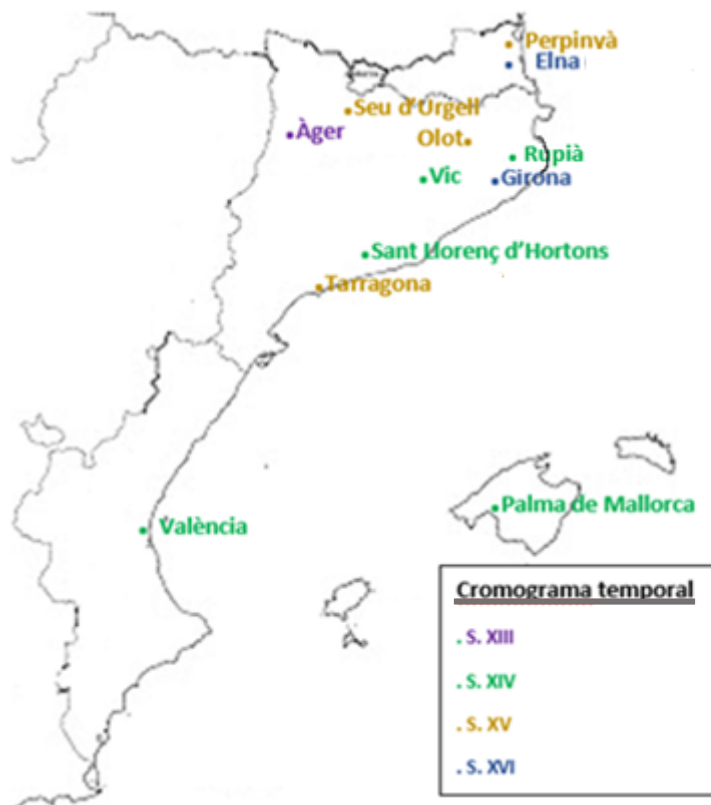 Perpinyà
Elna
Seu d'Urgell
Àger
Olot
Rupià
Vic
Girona
Sant Llorenç d'Hortons
Tarragona
Palma de Mallorca
València
Cromograma temporal
. S. XIII
. S. XIV
. S. XV
. S. XVI